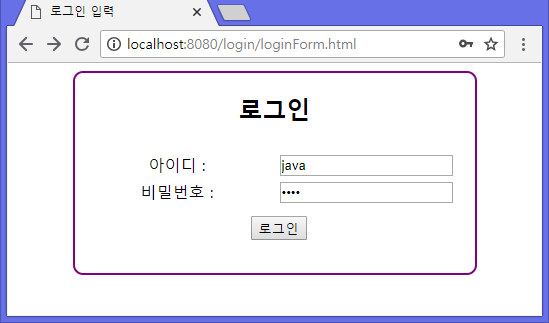 로그인 입력
localhost:8080/login/loginForm.html
로그인
아이디 : java
비밀번호 : ••••
로그인